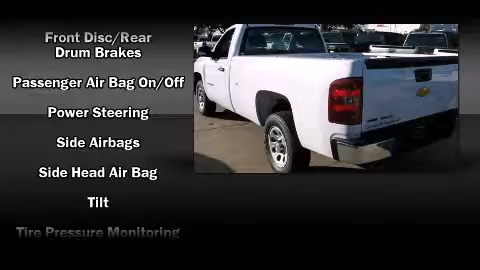 Front Disc/Rear
Drum Brakes
Passenger Air Bag On/Off
Power Steering
Side Airbags
Side Head Air Bag
Tilt
Tire Pressure Monitoring